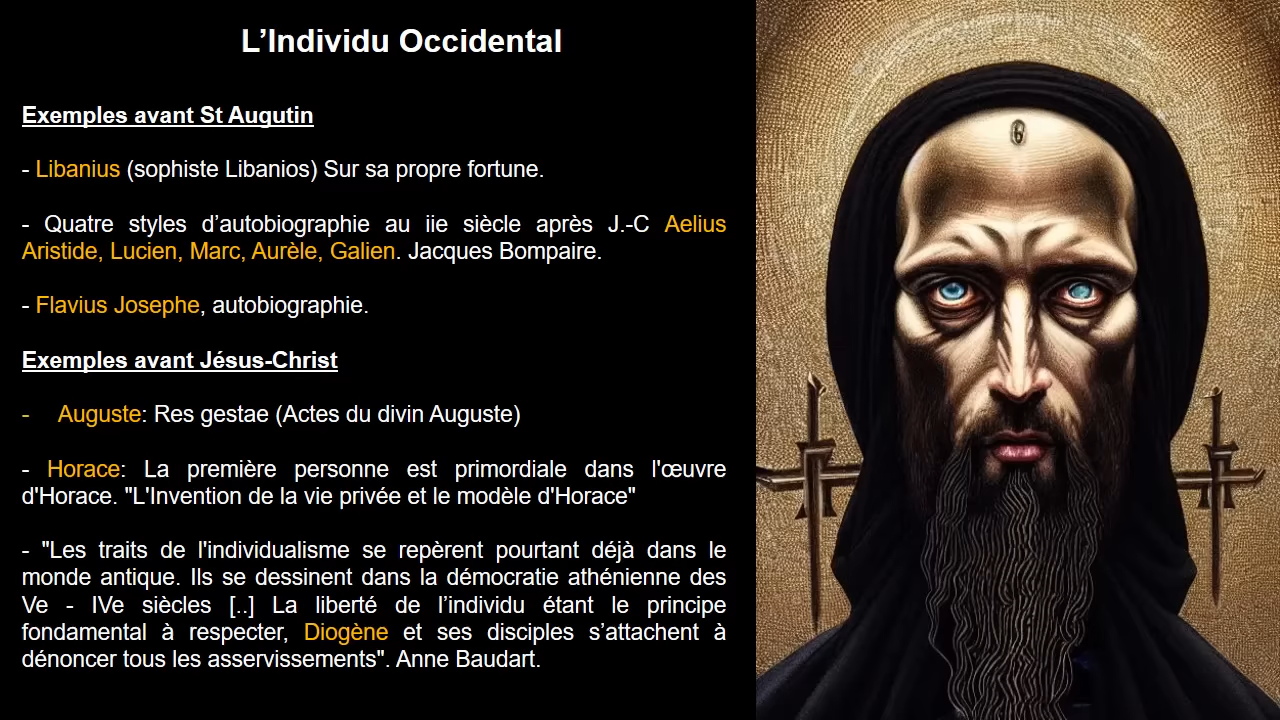 L’Individu Occidental
Exemples avant St Augutin
- Libanius (sophiste Libanios) Sur sa propre fortune.
- Quatre styles d’autobiographie au iie siècle après J.-C Aelius
Aristide, Lucien, Marc, Aurèle, Galien. Jacques Bompaire.
- Flavius Josephe, autobiographie.
Exemples avant Jésus-Christ
- Auguste: Res gestae (Actes du divin Auguste)
- Horace: La première personne est primordiale dans l'œuvre
d'Horace. "L'Invention de la vie privée et le modèle d'Horace"
- "Les traits de l'individualisme se repèrent pourtant déjà dans le
monde antique. Ils se dessinent dans la démocratie athénienne des
Ve - IVe siècles [..] La liberté de l’individu étant le principe
fondamental à respecter, Diogène et ses disciples s’attachent à
dénoncer tous les asservissements". Anne Baudart.